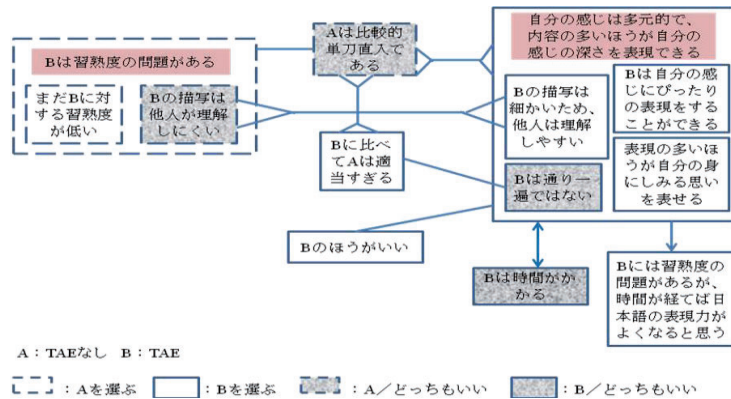 Bは習熟度の問題がある
まだBに対
する習熟度
が低い
Bの描写は
他人が理解
しにくい
Aは比較的
単刀直入で
ある
自分の感じは多元的で、
内容の多いほうが自分の
感じの深さを表現できる
Bの描写は
細かいため、
他人は理解
しやすい
Bは自分の感
じにぴったり
の表現をする
ことができる
Bに比べ
てAは適
当すぎる
Bは通り一
遍ではない
表現の多いほ
うが自分の身
にしみる思い
を表せる
Bのほうがいい
Bは時間がか
かる
Bには習熟度の
問題があるが、
時間が経てば日
本語の表現力が
よくなると思う
A：TAEなし B：TAE
：Aを選ぶ ：Bを選ぶ ：A／どっちもいい ：B／どっちもいい